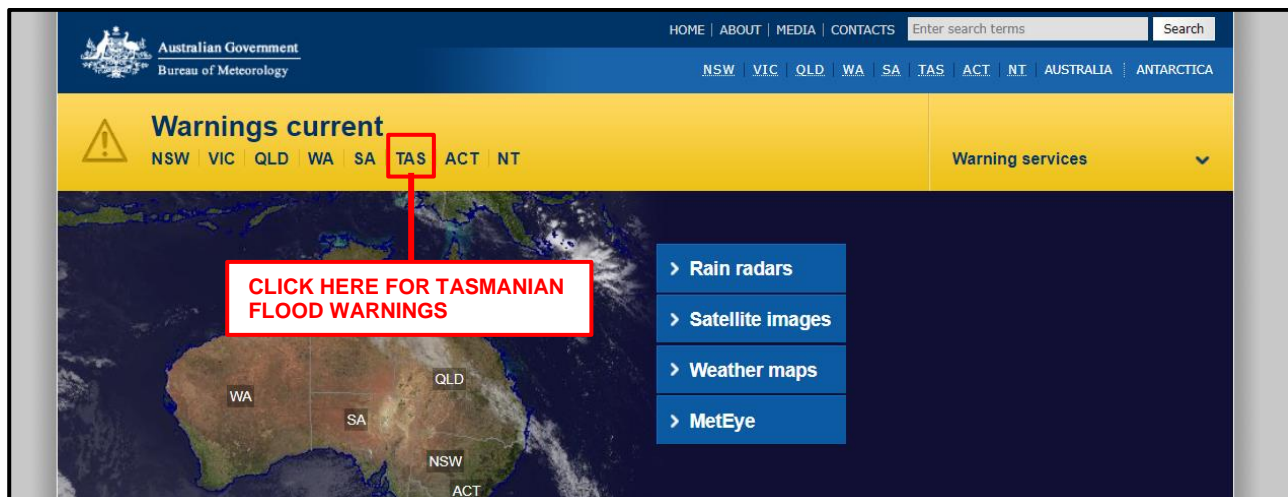 HOME | ABOUT | MEDIA | CONTACTS Enter search terms Search
Australian Government
Bureau of Meteorology
NSW VIC QLD WA SA TAS ACT NT AUSTRALIA ANTARCTICA
Warnings current
NSW VIC QLD WA SA TAS ACT NT
Warning services
CLICK HERE FOR TASMANIAN
FLOOD WARNINGS
> Rain radars
> Satellite images
> Weather maps
> MetEye
WA
QLD
SA
NSW
ACT